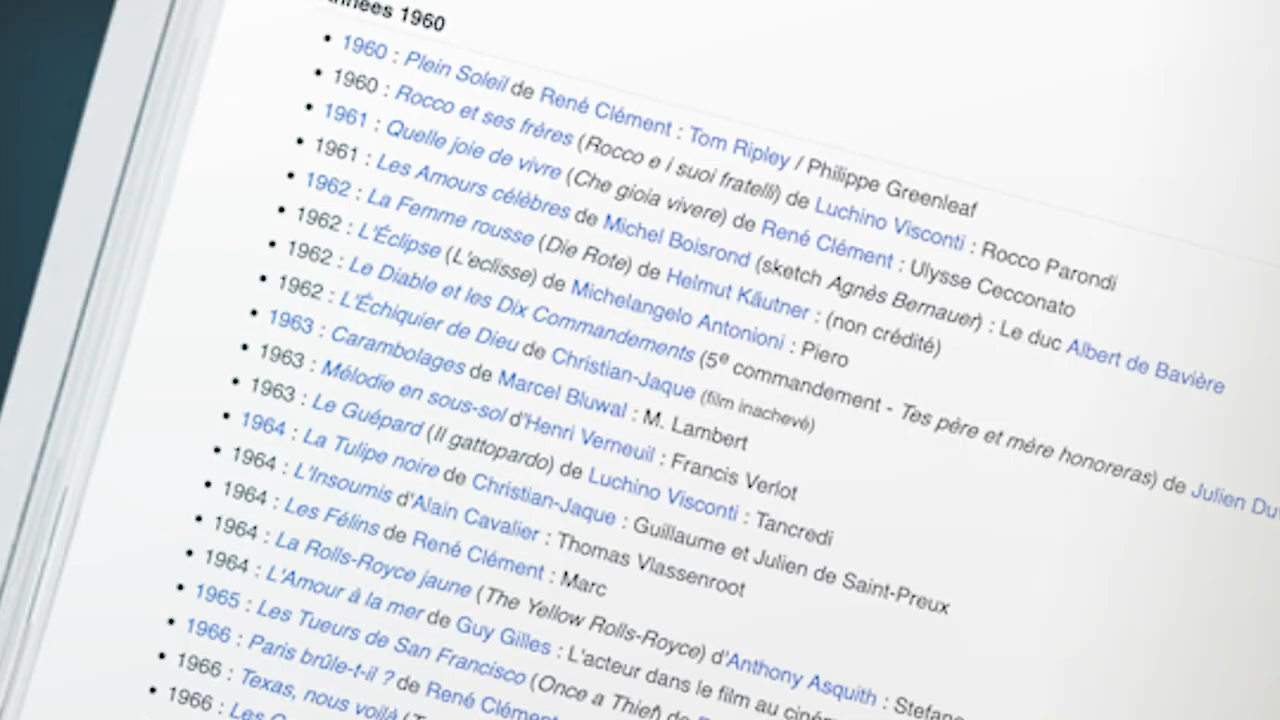 nnées 1960
• 1960 : Plein Soleil de René Clément : Tom Ripley / Philippe Greenleaf
• 1960 : Rocco et ses frères (Rocco e i suoi fratelli) de Luchino Visconti : Rocco Parondi
• 1961 : Quelle joie de vivre (Che gioia vivere) de René Clément : Ulysse Cecconato
• 1961 : Les Amours célèbres de Michel Boisrond (sketch Agnès Bernauer) : Le duc Albert de Bavière
• 1962 : La Femme rousse (Die Rote) de Helmut Käutner : (non crédité)
• 1962 : L'Éclipse (L'eclisse) de Michelangelo Antonioni : Piero
• 1962 : Le Diable et les Dix Commandements (5e commandement - Tes père et mère honoreras) de Julien Du
• 1962 : L'Échiquier de Dieu de Christian-Jaque (film inachevé)
• 1963 : Carambolages de Marcel Bluwal : M. Lambert
• 1963 : Mélodie en sous-sol d'Henri Verneuil : Francis Verlot
• 1963 : Le Guépard (Il gattopardo) de Luchino Visconti : Tancredi
• 1964 : La Tulipe noire de Christian-Jaque : Guillaume et Julien de Saint-Preux
• 1964 : L'Insoumis d'Alain Cavalier : Thomas Vlassenroot
• 1964 : Les Félins de René Clément : Marc
• 1964 : La Rolls-Royce jaune (The Yellow Rolls-Royce) d'Anthony Asquith : Stefano
• 1964 : L'Amour à la mer de Guy Gilles : L'acteur dans le film au ciném
• 1965 : Les Tueurs de San Francisco (Once a Thief) de
• 1966 : Paris brûle-t-il ? de René Clément
• 1966 : Texas, nous voilà
• 1966 : Les